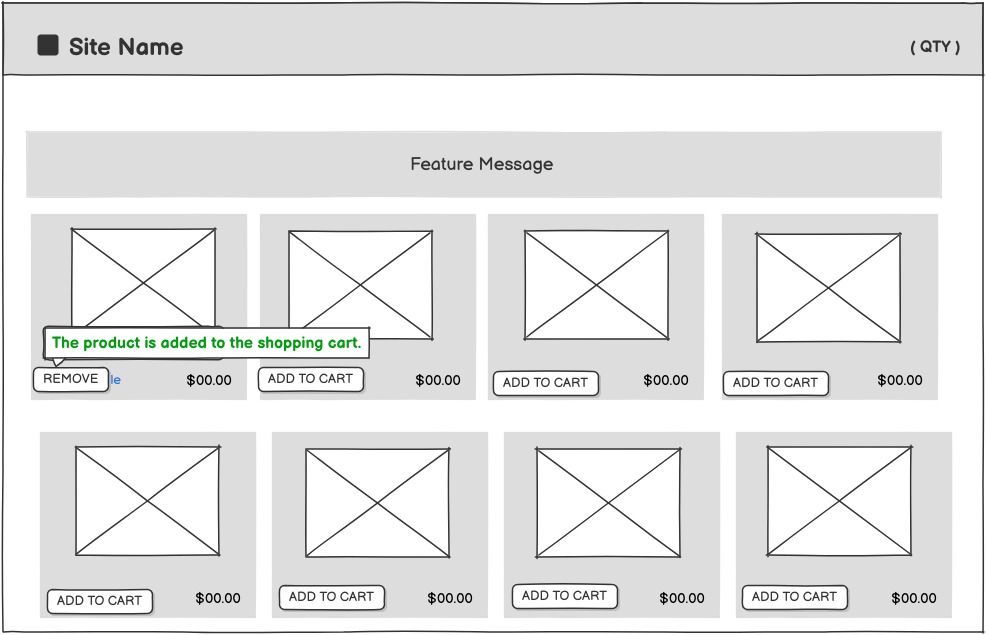 Site Name
( QTY )
Feature Message
The product is added to the shopping cart.
REMOVE
le
$00.00
ADD TO CART
$00.00
ADD TO CART
$00.00
ADD TO CART
$00.00
ADD TO CART
$00.00
ADD TO CART
$00.00
ADD TO CART
$00.00
ADD TO CART
$00.00